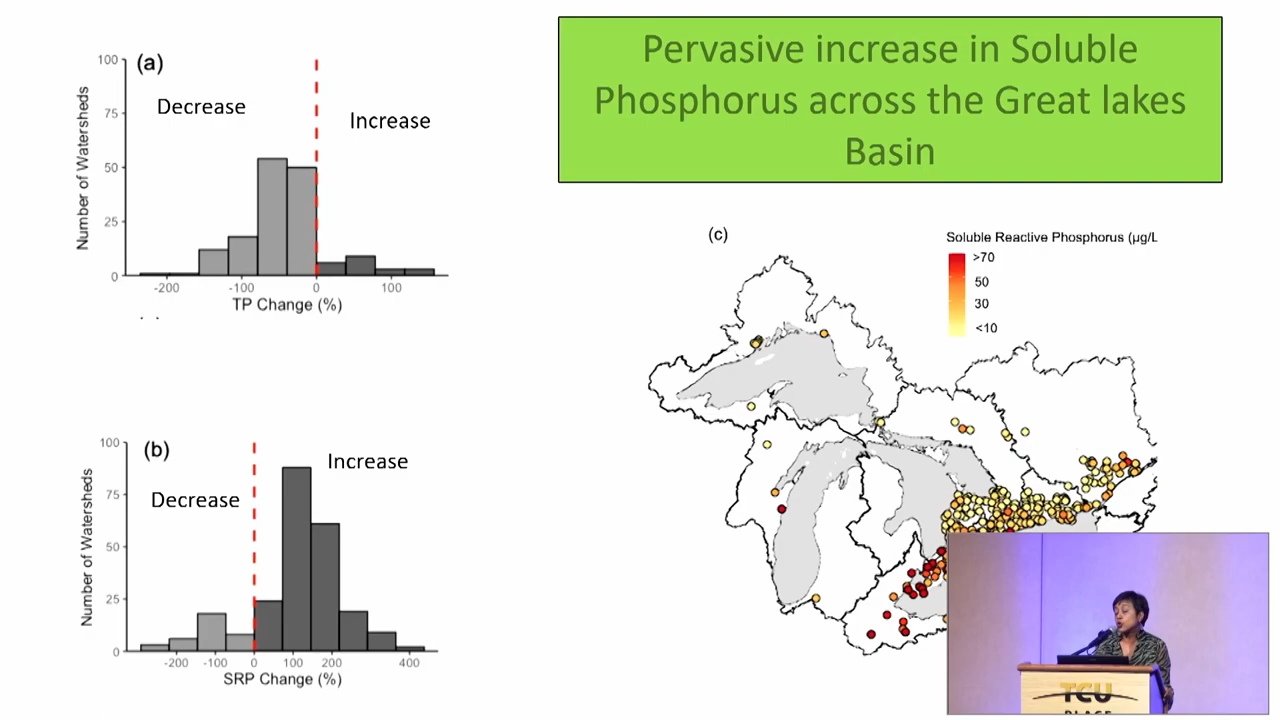 Pervasive increase in Soluble
Phosphorus across the Great lakes
Basin
(a)
Decrease
Increase
Number of Watersheds
100
75
50
25
0
-200
-100
0
100
TP Change (%)
(b)
Decrease
Increase
Number of Watersheds
100
75
50
25
0
-200
-100
0
100
200
400
SRP Change (%)
(c)
Soluble Reactive Phosphorus (µg/L
>70
50
30
<10
TCU
PLACE